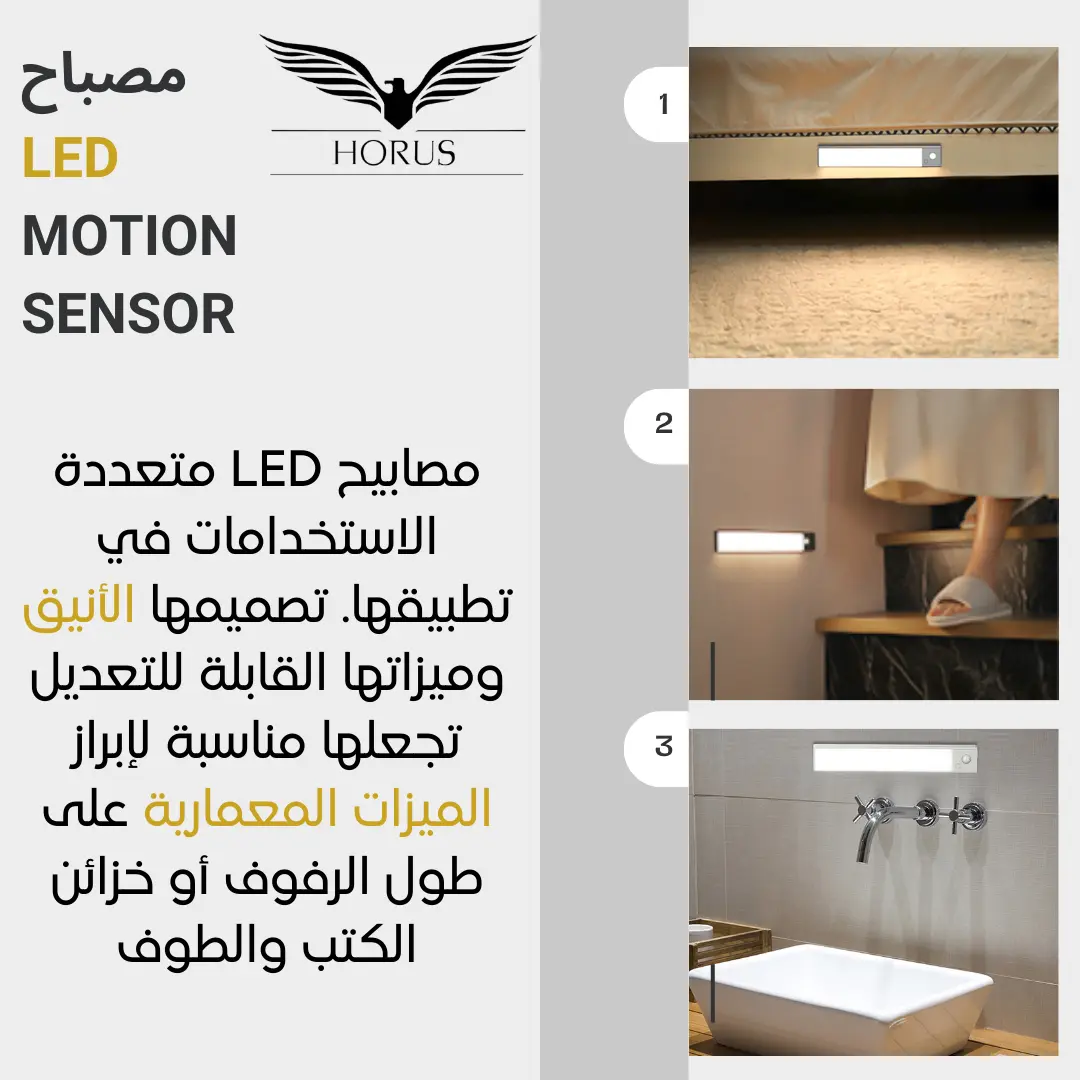 مصباح
LED
MOTION
SENSOR
HORUS
مصابيح LED متعددة
الاستخدامات في
تطبيقها. تصميمها الأنيق
وميزاتها القابلة للتعديل
تجعلها مناسبة لإبراز
الميزات المعمارية على
طول الرفوف أو خزائن
الكتب والطوف
1
2
3